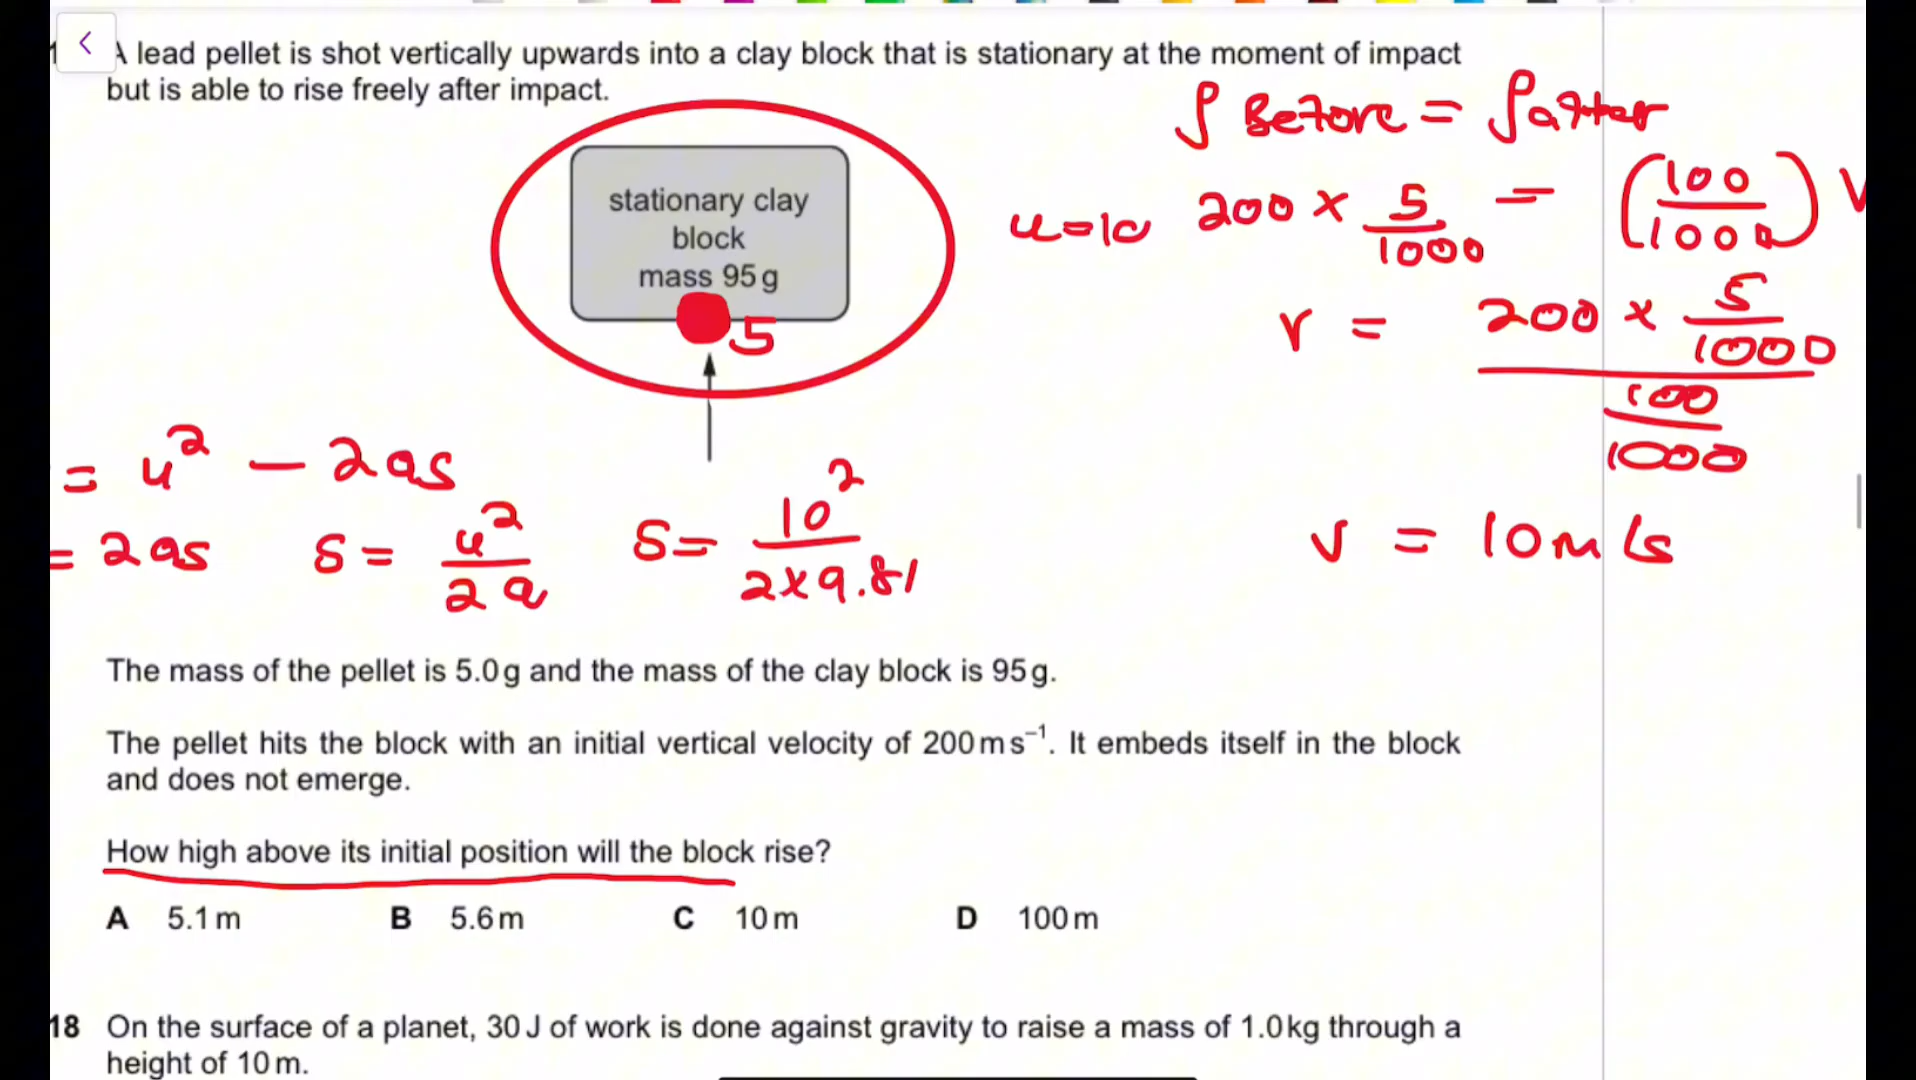 A lead pellet is shot vertically upwards into a clay block that is stationary at the moment of impact
but is able to rise freely after impact.
stationary clay
block
mass 95 g
5
ρ Before = ρ after
u=10 200 × 5/1000 = (100/1000) V
v = 200 × 5/1000
100/1000
v = 10 m/s
= u² − 2as
= 2as s = u²/2a s = 10²/2×9.81
The mass of the pellet is 5.0 g and the mass of the clay block is 95 g.
The pellet hits the block with an initial vertical velocity of 200 m s⁻¹. It embeds itself in the block
and does not emerge.
How high above its initial position will the block rise?
A 5.1 m B 5.6 m C 10 m D 100 m
18 On the surface of a planet, 30 J of work is done against gravity to raise a mass of 1.0 kg through a
height of 10 m.